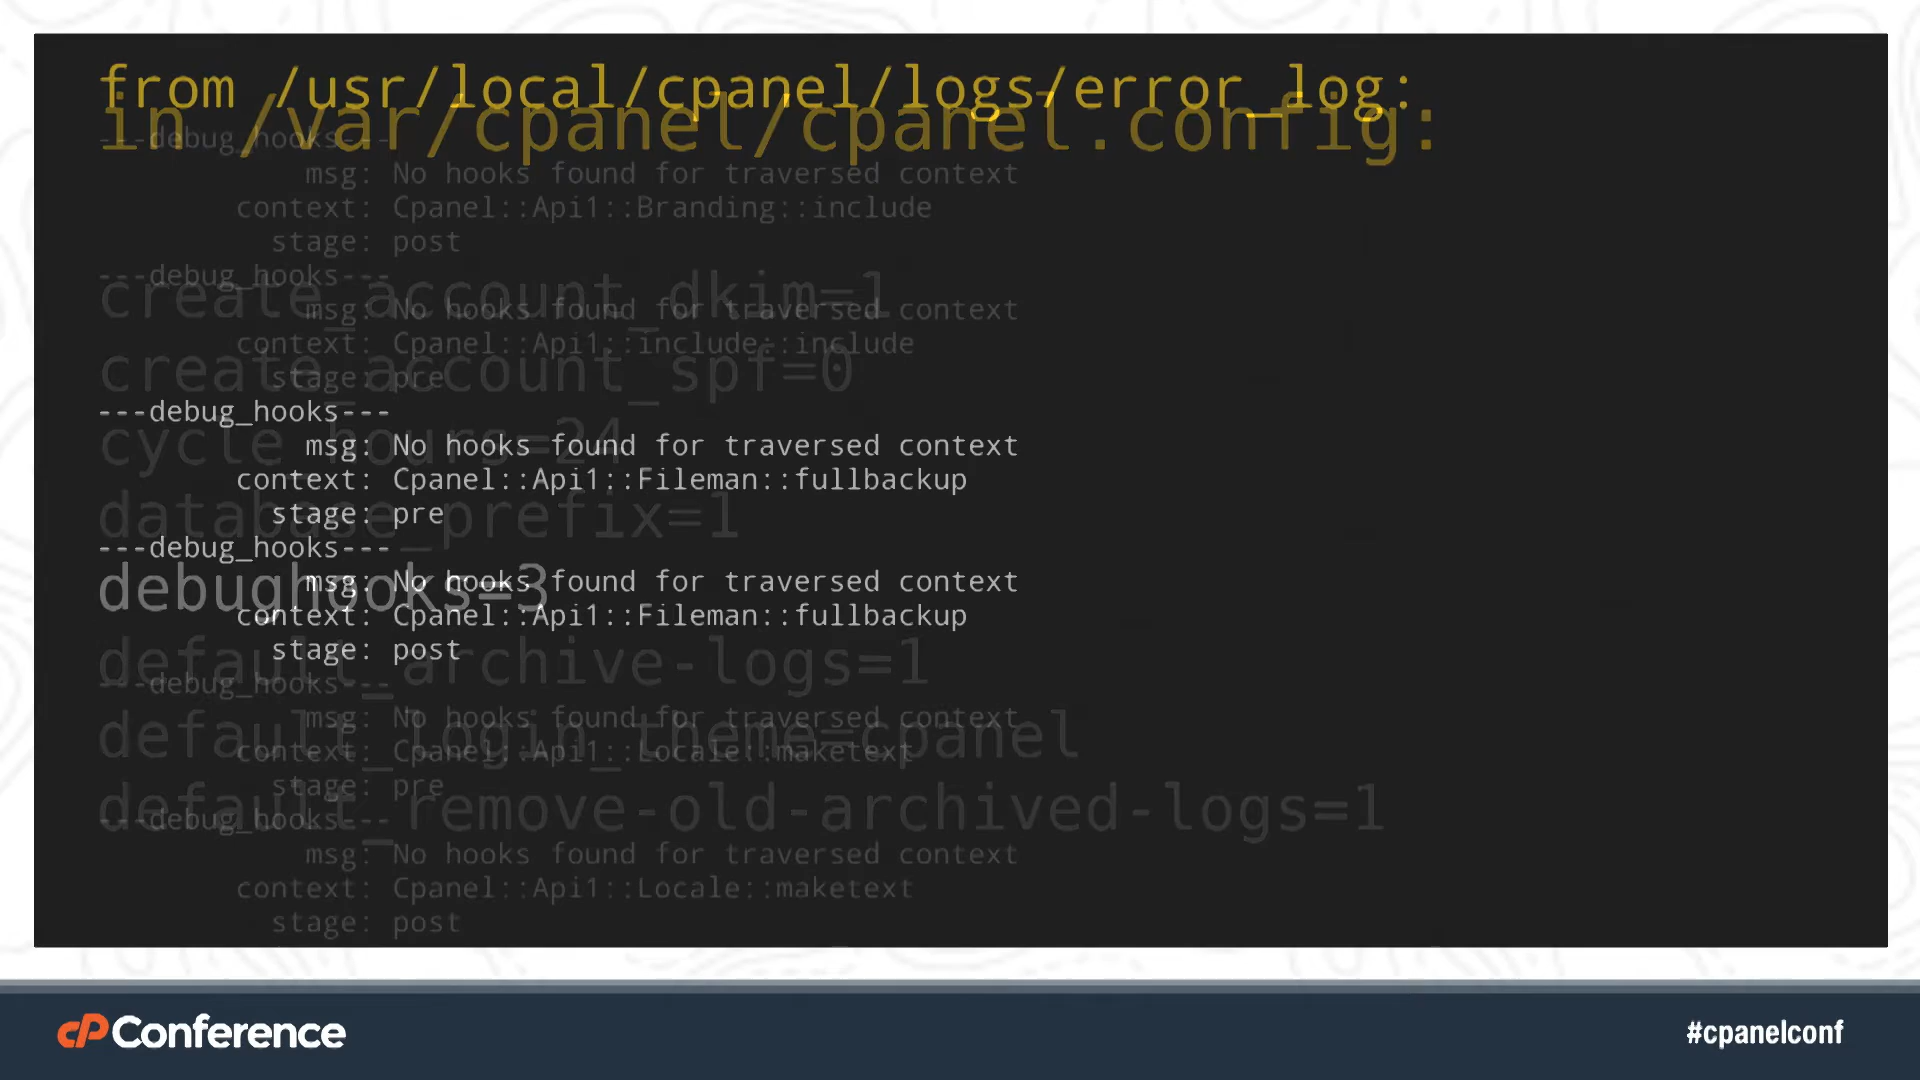 from /usr/local/cpanel/logs/error_log:
in /var/cpanel/cpanel.config:
---debug_hooks---
msg: No hooks found for traversed context
context: Cpanel::Api1::Branding::include
stage: post
---debug_hooks---
create_account_dkim=1
msg: No hooks found for traversed context
context: Cpanel::Api1::include::include
create_account_spf=0
stage: pre
---debug_hooks---
cycle_hours=24
msg: No hooks found for traversed context
context: Cpanel::Api1::Fileman::fullbackup
stage: pre
database_prefix=1
---debug_hooks---
msg: No hooks found for traversed context
debughooks=3
context: Cpanel::Api1::Fileman::fullbackup
stage: post
default_archive-logs=1
---debug_hooks---
msg: No hooks found for traversed context
default_login_theme=cpanel
context: Cpanel::Api1::Locale::maketext
stage: pre
default_remove-old-archived-logs=1
---debug_hooks---
msg: No hooks found for traversed context
context: Cpanel::Api1::Locale::maketext
stage: post
cPConference
#cpanelconf